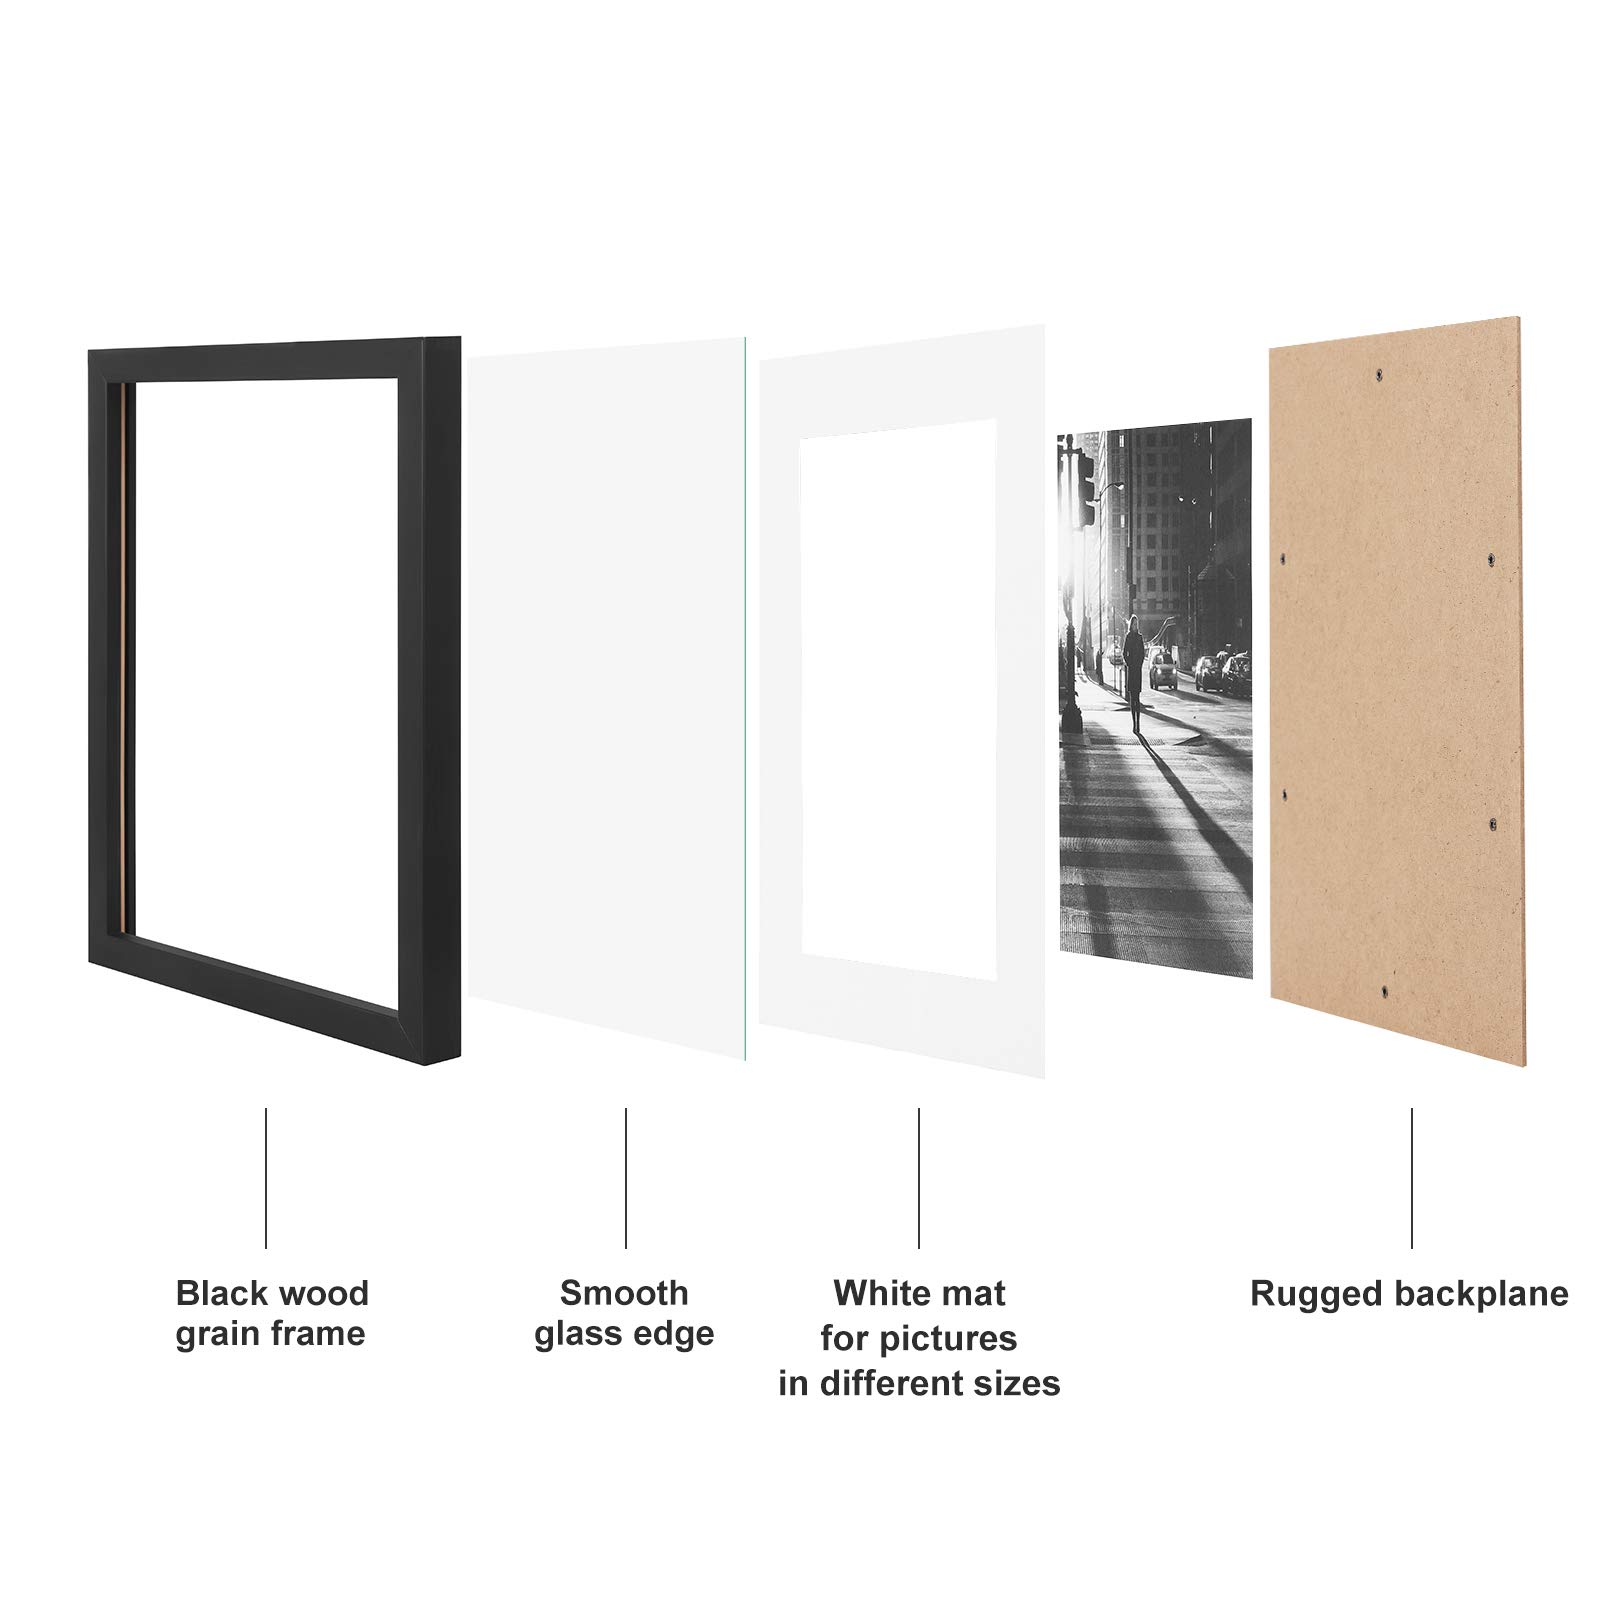 Black wood
grain frame
Smooth
glass edge
White mat
for pictures
in different sizes
Rugged backplane